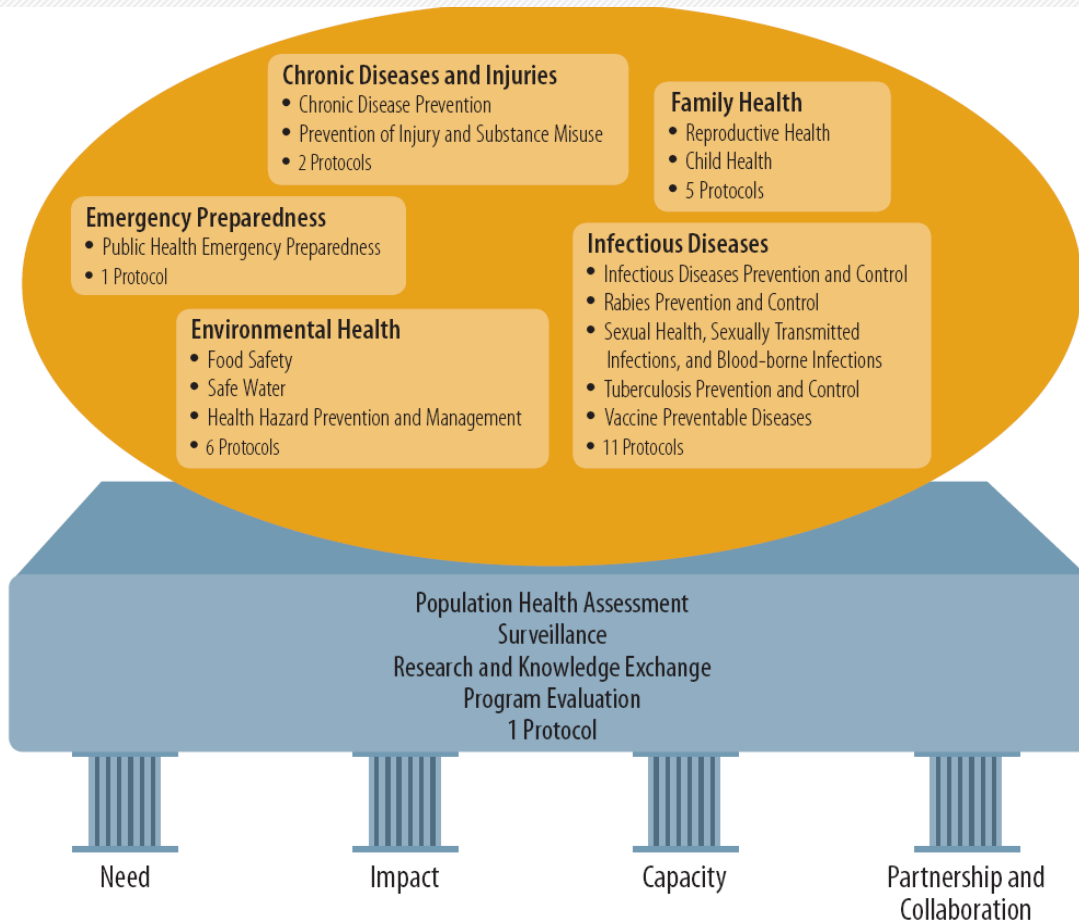 Chronic Diseases and Injuries
• Chronic Disease Prevention
• Prevention of Injury and Substance Misuse
• 2 Protocols
Family Health
• Reproductive Health
• Child Health
• 5 Protocols
Emergency Preparedness
• Public Health Emergency Preparedness
• 1 Protocol
Infectious Diseases
• Infectious Diseases Prevention and Control
• Rabies Prevention and Control
• Sexual Health, Sexually Transmitted
Infections, and Blood-borne Infections
• Tuberculosis Prevention and Control
• Vaccine Preventable Diseases
• 11 Protocols
Environmental Health
• Food Safety
• Safe Water
• Health Hazard Prevention and Management
• 6 Protocols
Population Health Assessment
Surveillance
Research and Knowledge Exchange
Program Evaluation
1 Protocol
Need
Impact
Capacity
Partnership and
Collaboration